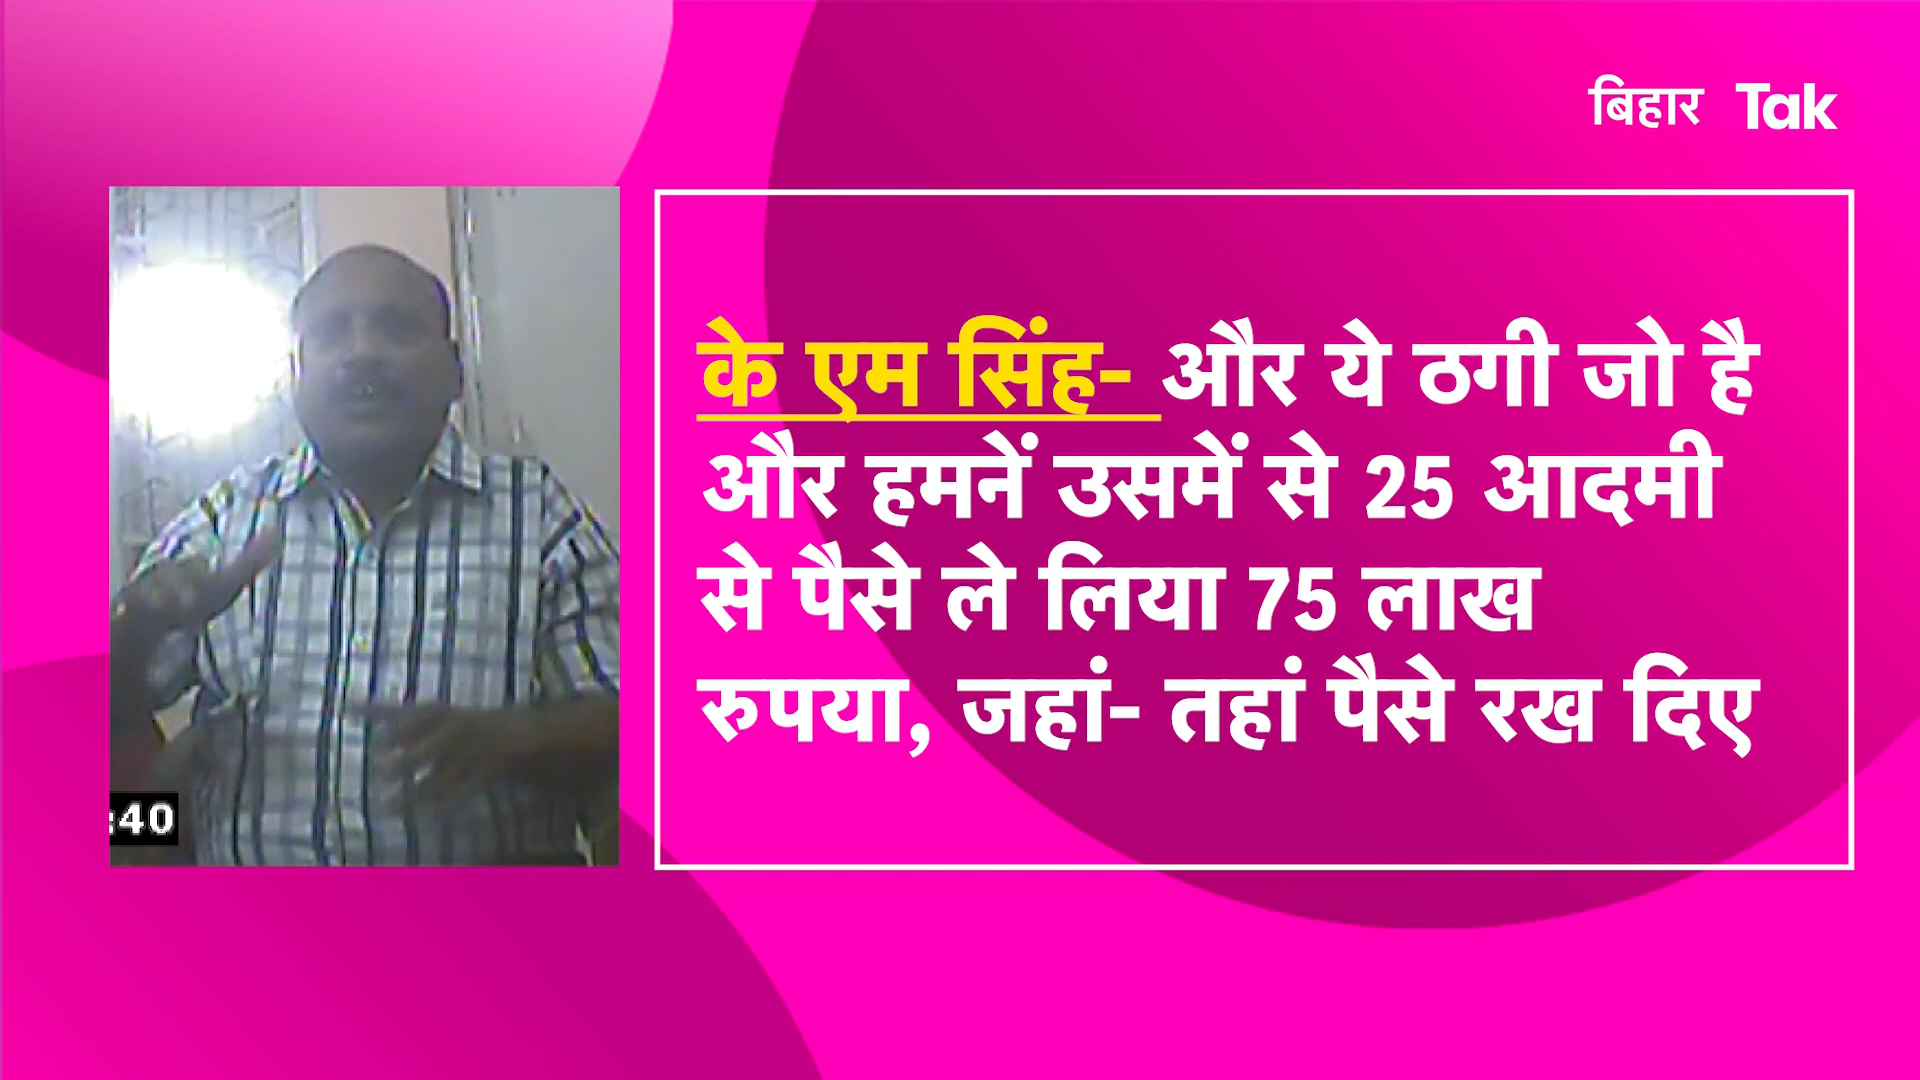 बिहार Tak
के एम सिंह- और ये ठगी जो है
और हमनें उसमें से 25 आदमी
से पैसे ले लिया 75 लाख
रुपया, जहां- तहां पैसे रख दिए
:40